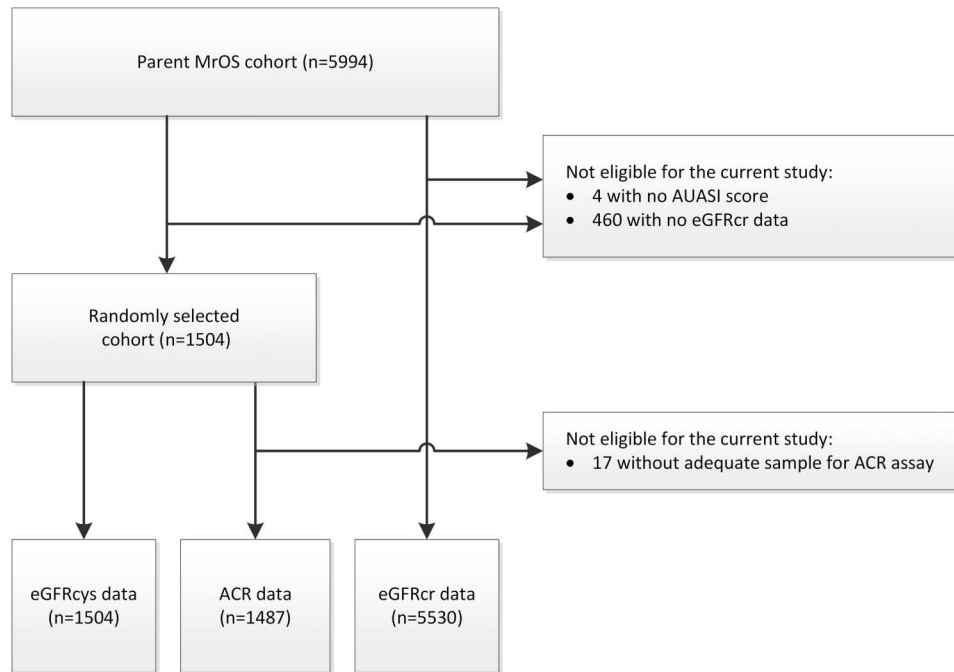 Parent MrOS cohort (n=5994)
Not eligible for the current study:
• 4 with no AUASI score
• 460 with no eGFRcr data
Randomly selected
cohort (n=1504)
Not eligible for the current study:
• 17 without adequate sample for ACR assay
eGFRcys data
(n=1504)
ACR data
(n=1487)
eGFRcr data
(n=5530)